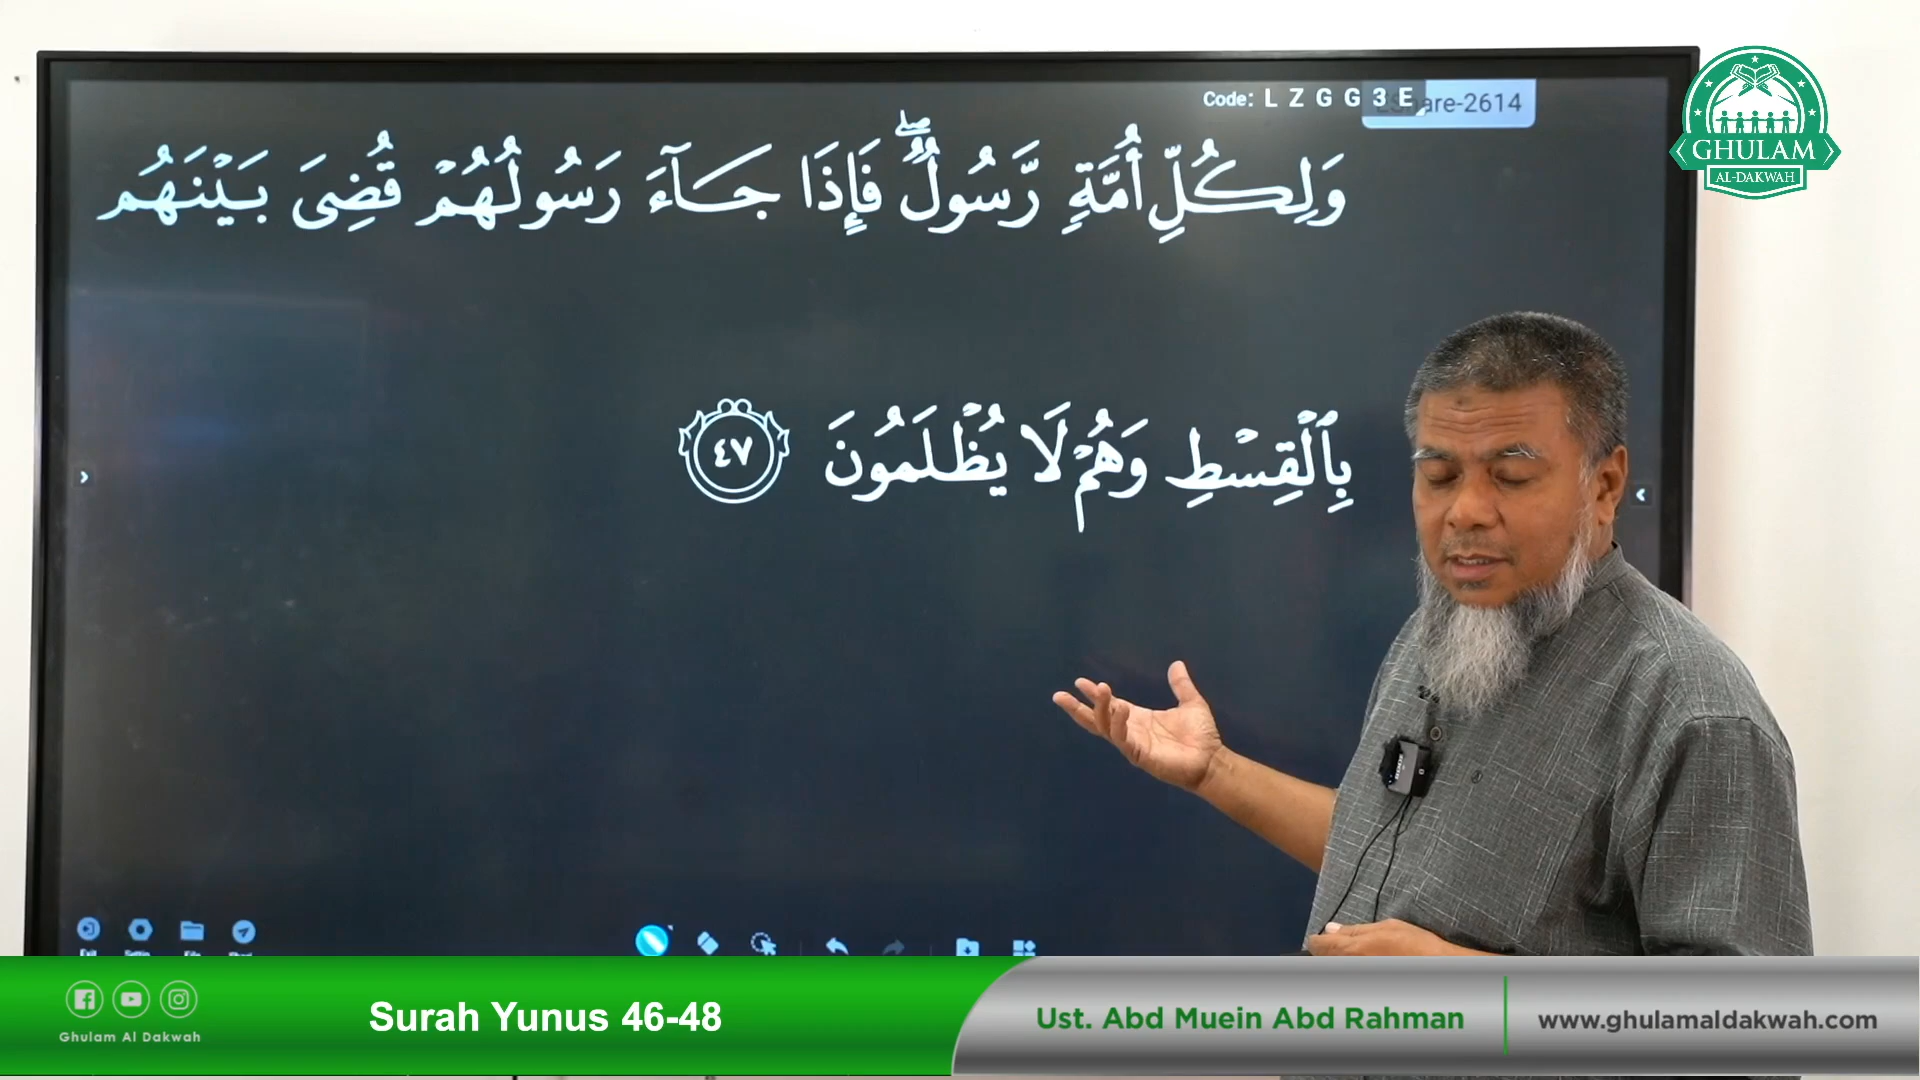 Code: L Z G G 3 E
are-2614
GHULAM
AL-DAKWAH
وَلِكُلِّ أُمَّةٍ رَّسُولٌ ۖ فَإِذَا جَآءَ رَسُولُهُمْ قُضِىَ بَيْنَهُم
بِٱلْقِسْطِ وَهُمْ لَا يُظْلَمُونَ ٤٧
Ghulam Al Dakwah
Surah Yunus 46-48
Ust. Abd Muein Abd Rahman
www.ghulamaldakwah.com